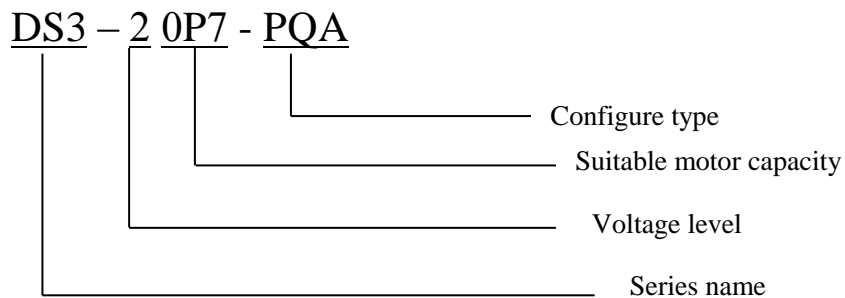 DS3 – 2 0P7 - PQA
Configure type
Suitable motor capacity
Voltage level
Series name